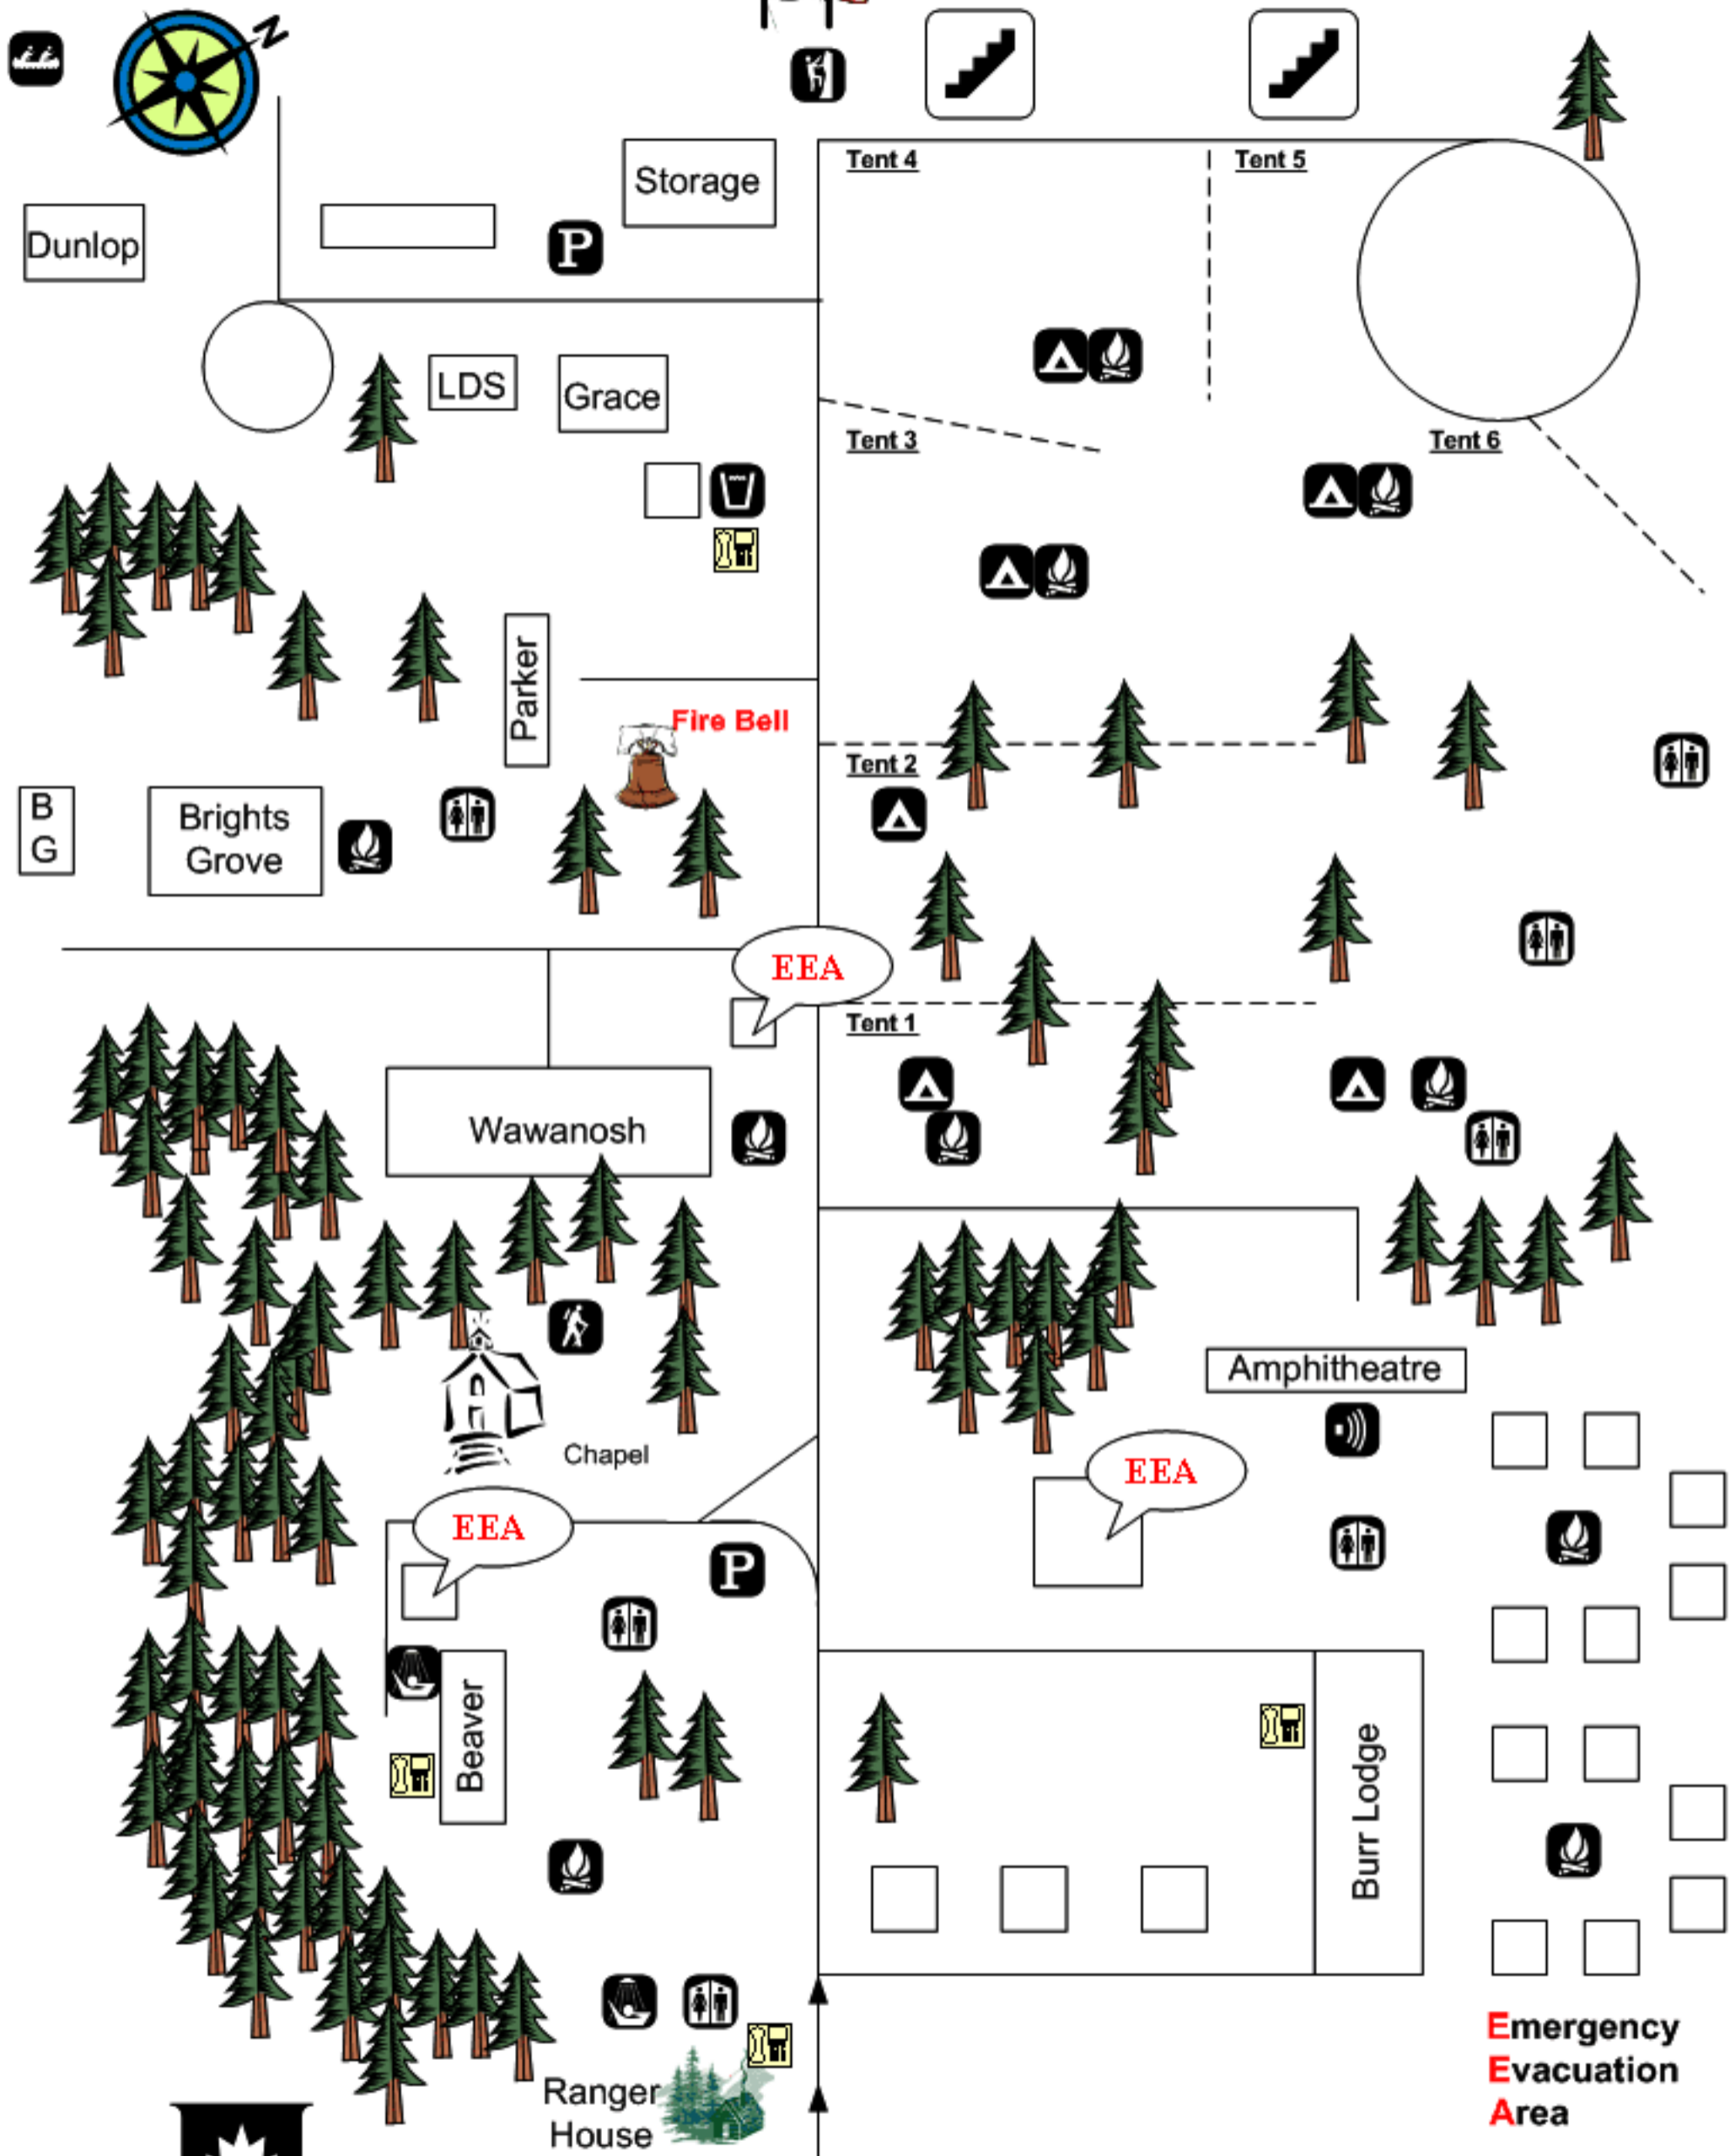 N
Storage
Tent 4
Tent 5
Dunlop
P
LDS
Grace
Tent 3
Tent 6
Parker
Fire Bell
Tent 2
B
G
Brights
Grove
EEA
Tent 1
Wawanosh
Amphitheatre
Chapel
EEA
EEA
P
Beaver
Burr Lodge
Emergency
Evacuation
Area
Ranger
House